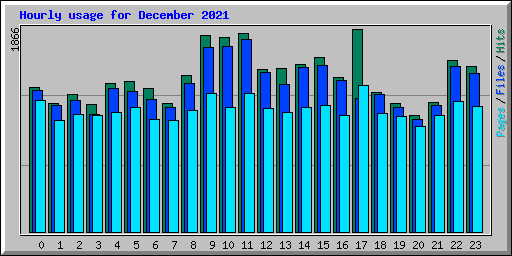 Hourly usage for December 2021
1866
Pages/Files/Hits
0 1 2 3 4 5 6 7 8 9 10 11 12 13 14 15 16 17 18 19 20 21 22 23